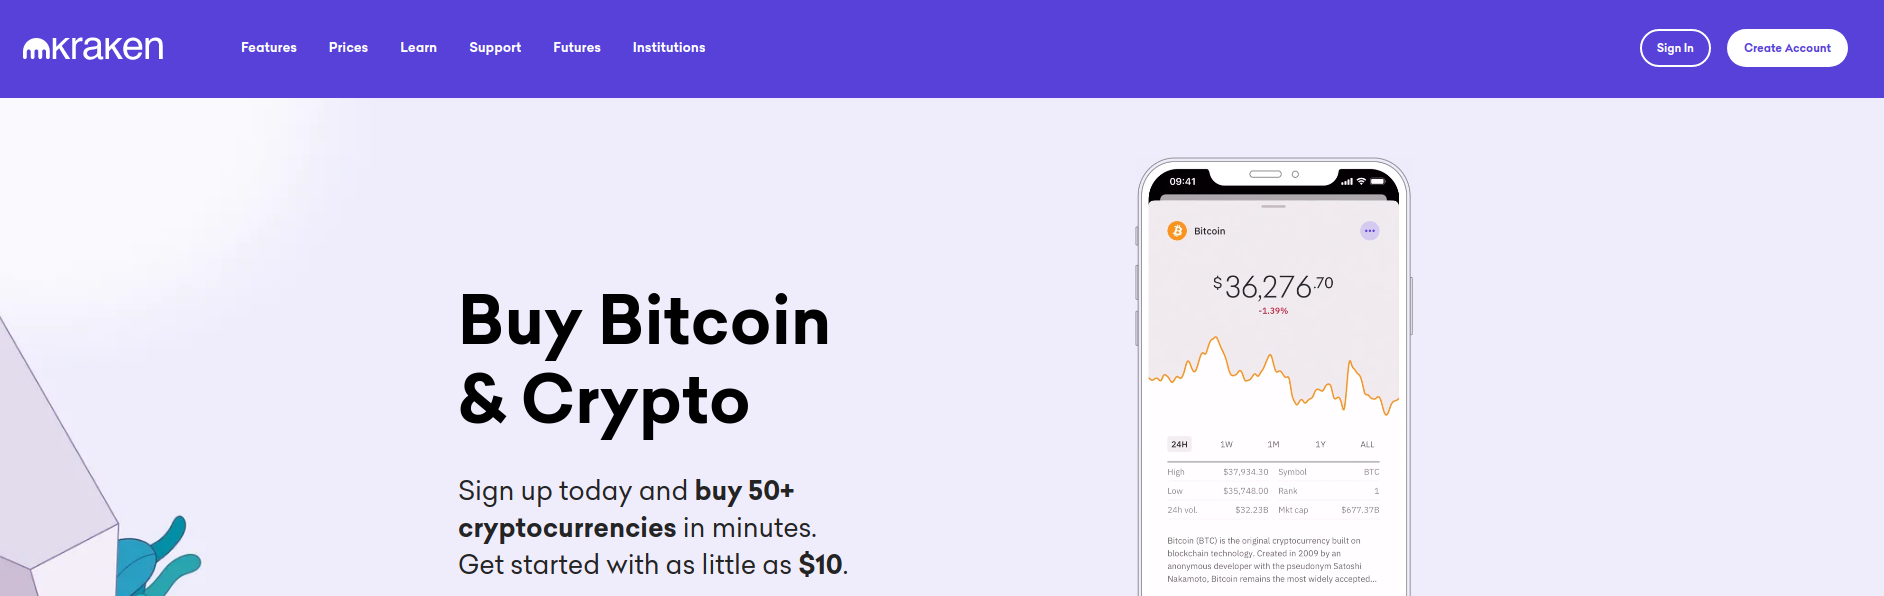 kraken
Features Prices Learn Support Futures Institutions
Sign In Create Account
Buy Bitcoin
& Crypto
Sign up today and buy 50+
cryptocurrencies in minutes.
Get started with as little as $10.
09:41
Bitcoin
$36,276.70
-1.39%
24H 1W 1M 1Y ALL
High $37,934.30 Symbol BTC
Low $35,748.00 Rank 1
24h vol. $32.23B Mkt cap $677.37B
Bitcoin (BTC) is the original cryptocurrency built on
blockchain technology. Created in 2009 by an
anonymous developer with the pseudonym Satoshi
Nakamoto, Bitcoin remains the most widely accepted...